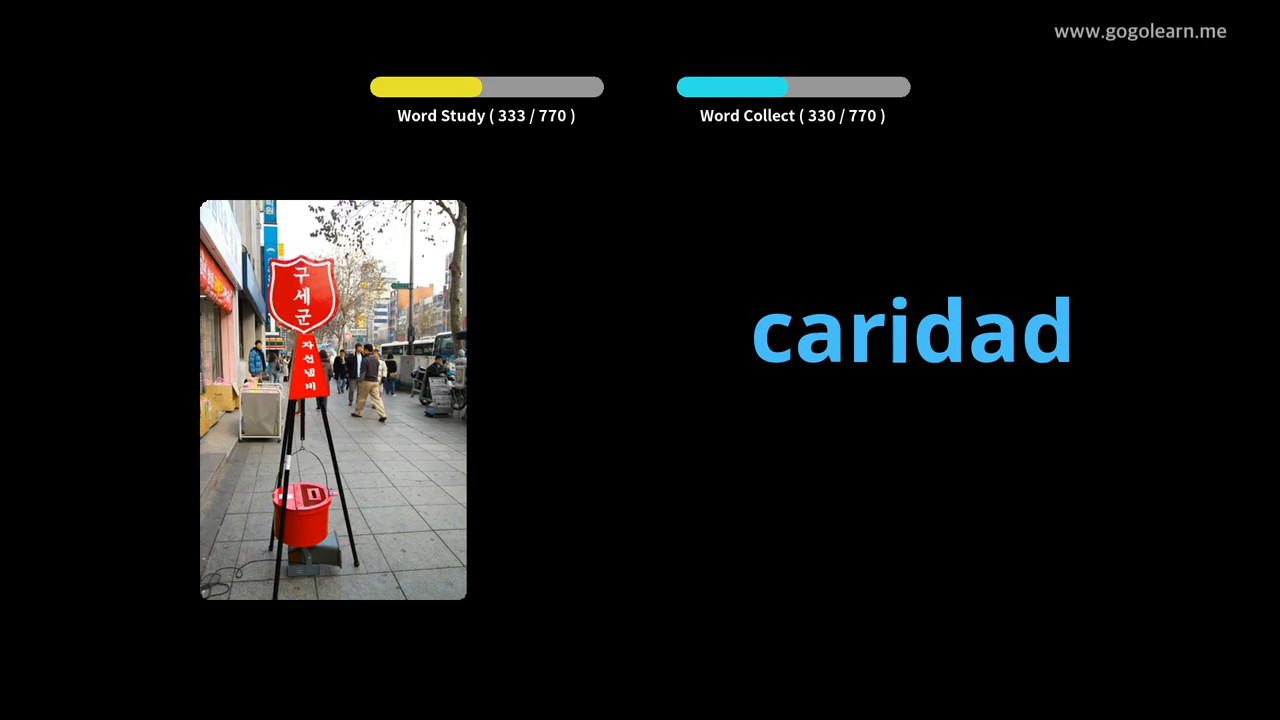 www.gogolearn.me
Word Study ( 333 / 770 )
Word Collect ( 330 / 770 )
구
세
군
자
선
냄
비
caridad